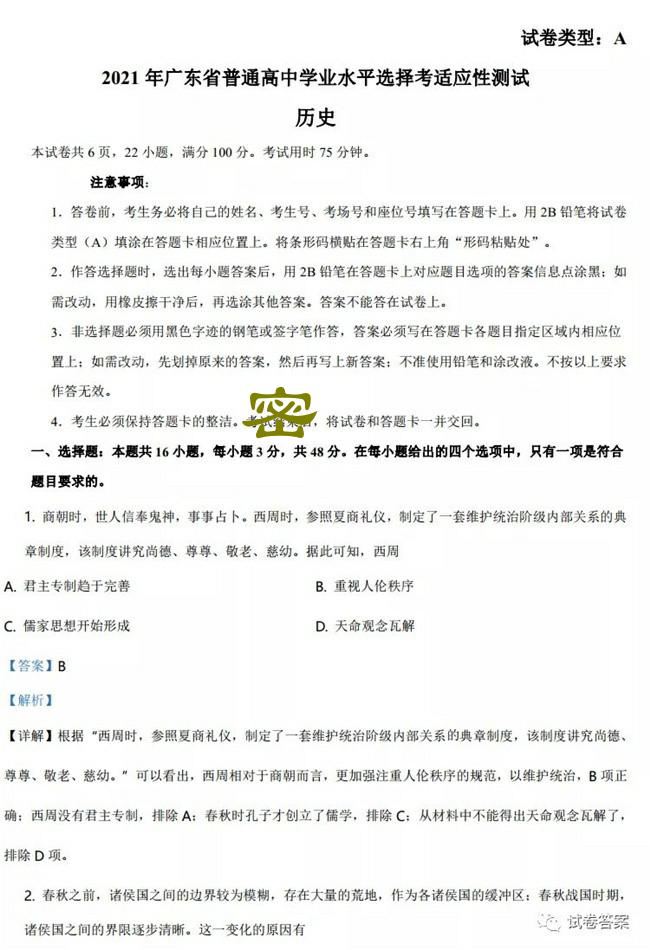 试卷类型：A
2021 年广东省普通高中学业水平选择考适应性测试
历史
本试卷共 6 页，22 小题，满分 100 分。考试用时 75 分钟。
注意事项：
1．答卷前，考生务必将自己的姓名、考生号、考场号和座位号填写在答题卡上。用 2B 铅笔将试卷
类型（A）填涂在答题卡相应位置上。将条形码横贴在答题卡右上角“形码粘贴处”。
2．作答选择题时，选出每小题答案后，用 2B 铅笔在答题卡上对应题目选项的答案信息点涂黑；如
需改动，用橡皮擦干净后，再选涂其他答案。答案不能答在试卷上。
3．非选择题必须用黑色字迹的钢笔或签字笔作答，答案必须写在答题卡各题目指定区域内相应位
置上；如需改动，先划掉原来的答案，然后再写上新答案；不准使用铅笔和涂改液。不按以上要求
作答无效。
4．考生必须保持答题卡的整洁。考试结束后，将试卷和答题卡一并交回。
密
一、选择题：本题共 16 小题，每小题 3 分，共 48 分。在每小题给出的四个选项中，只有一项是符合
题目要求的。
1. 商朝时，世人信奉鬼神，事事占卜。西周时，参照夏商礼仪，制定了一套维护统治阶级内部关系的典
章制度，该制度讲究尚德、尊尊、敬老、慈幼。据此可知，西周
A. 君主专制趋于完善 B. 重视人伦秩序
C. 儒家思想开始形成 D. 天命观念瓦解
【答案】B
【解析】
【详解】根据“西周时，参照夏商礼仪，制定了一套维护统治阶级内部关系的典章制度，该制度讲究尚德、
尊尊、敬老、慈幼。”可以看出，西周相对于商朝而言，更加强注重人伦秩序的规范，以维护统治，B 项正
确；西周没有君主专制，排除 A；春秋时孔子才创立了儒学，排除 C；从材料中不能得出天命观念瓦解了，
排除 D 项。
2. 春秋之前，诸侯国之间的边界较为模糊，存在大量的荒地，作为各诸侯国的缓冲区；春秋战国时期，
诸侯国之间的界限逐步清晰。这一变化的原因有
试卷答案